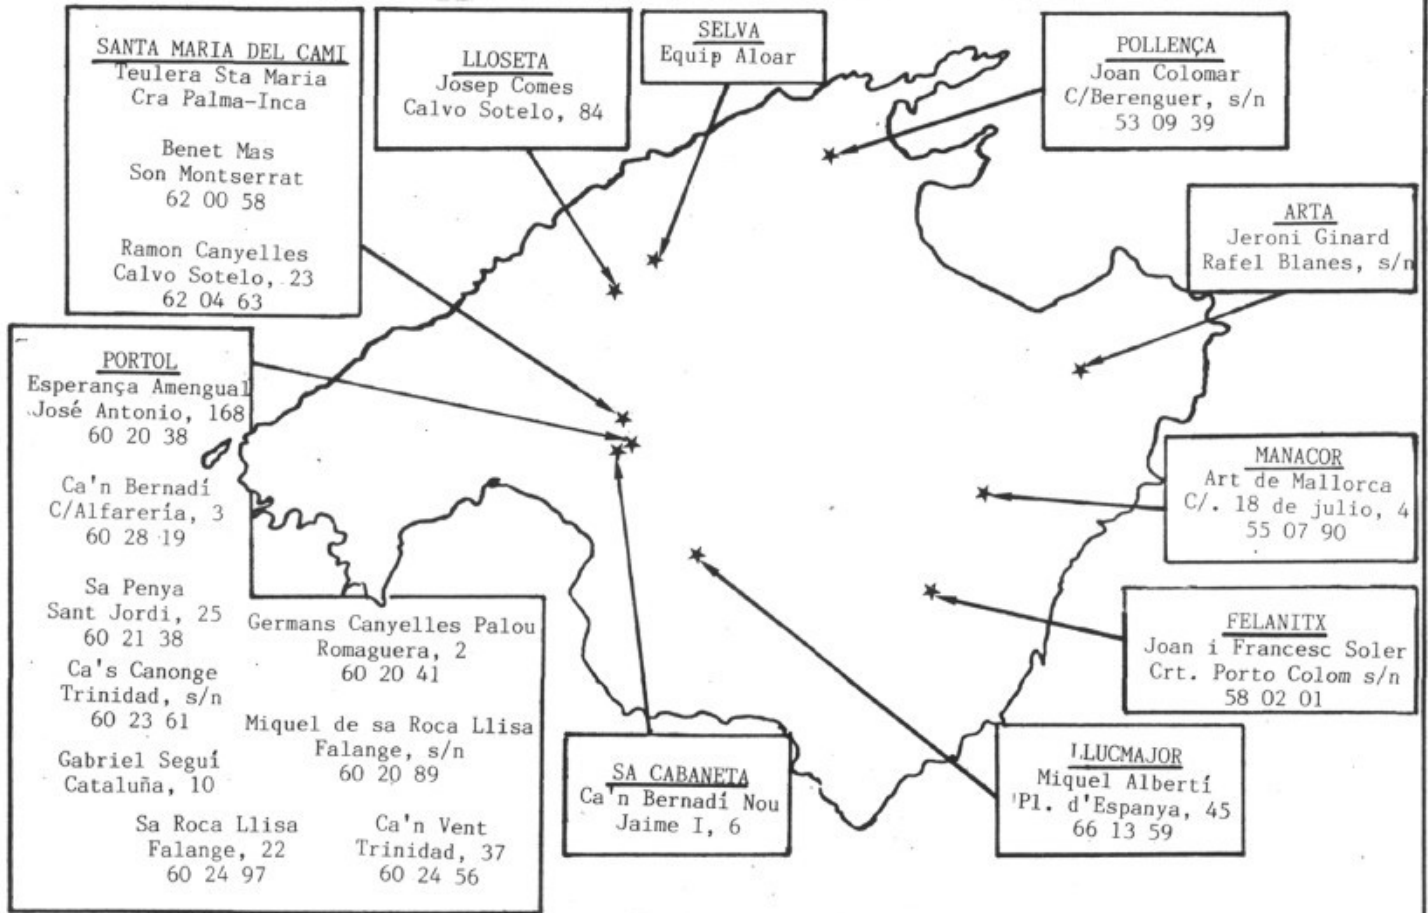 SANTA MARIA DEL CAMI
Teulera Sta Maria
Cra Palma-Inca
Benet Mas
Son Montserrat
62 00 58
Ramon Canyelles
Calvo Sotelo, 23
62 04 63
LLOSETA
Josep Comes
Calvo Sotelo, 84
SELVA
Equip Aloar
POLLENÇA
Joan Colomar
C/Berenguer, s/n
53 09 39
ARTA
Jeroni Ginard
Rafel Blanes, s/n
PORTOL
Esperança Amengual
José Antonio, 168
60 20 38
Ca'n Bernadí
C/Alfarería, 3
60 28 19
Sa Penya
Sant Jordi, 25
60 21 38
Ca's Canonge
Trinidad, s/n
60 23 61
Gabriel Seguí
Cataluña, 10
Sa Roca Llisa
Falange, 22
60 24 97
Germans Canyelles Palou
Romaguera, 2
60 20 41
Miquel de sa Roca Llisa
Falange, s/n
60 20 89
Ca'n Vent
Trinidad, 37
60 24 56
MANACOR
Art de Mallorca
C/. 18 de julio, 4
55 07 90
FELANITX
Joan i Francesc Soler
Crt. Porto Colom s/n
58 02 01
SA CABANETA
Ca'n Bernadí Nou
Jaime I, 6
LLUCMAJOR
Miquel Albertí
Pl. d'Espanya, 45
66 13 59